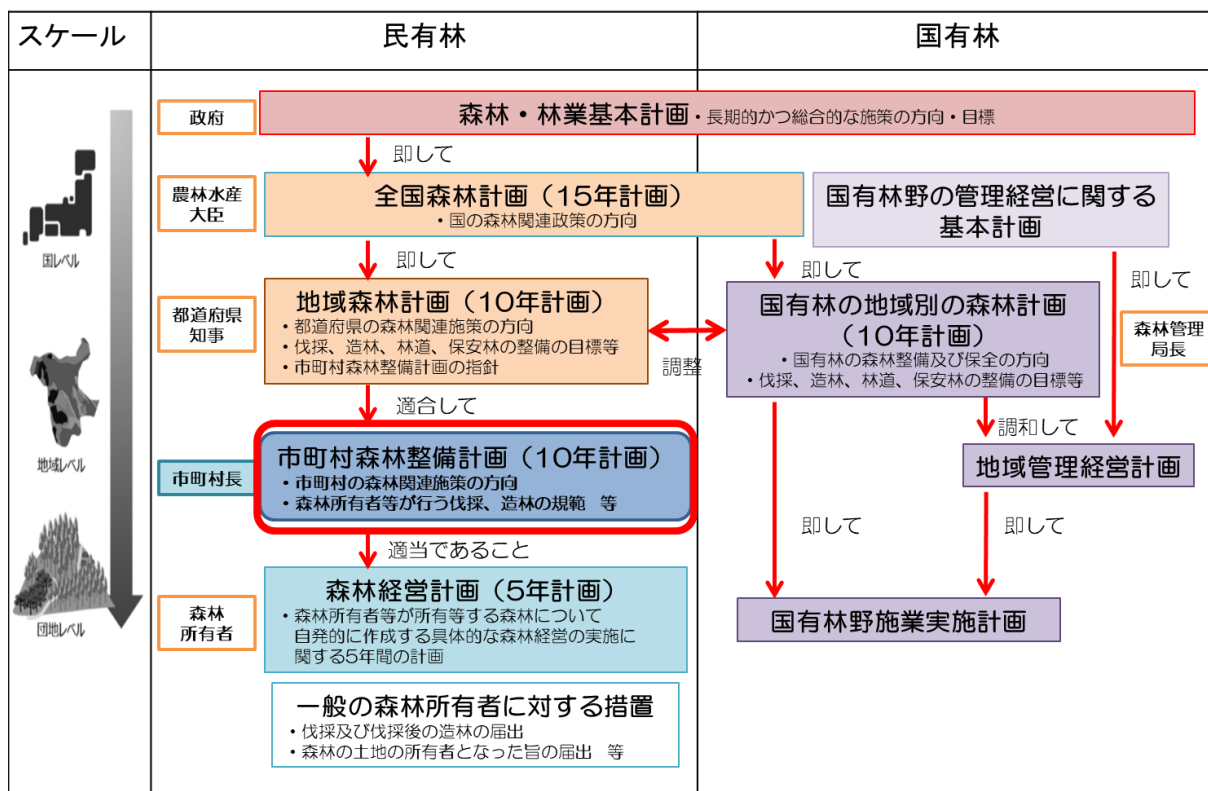 スケール
民有林
国有林
政府
森林・林業基本計画・長期的かつ総合的な施策の方向・目標
即して
農林水産
大臣
全国森林計画（15年計画）
・国の森林関連政策の方向
国有林野の管理経営に関する
基本計画
国レベル
即して
即して
即して
都道府県
知事
地域森林計画（10年計画）
・都道府県の森林関連施策の方向
・伐採、造林、林道、保安林の整備の目標等
・市町村森林整備計画の指針
調整
国有林の地域別の森林計画
（10年計画）
・国有林の森林整備及び保全の方向
・伐採、造林、林道、保安林の整備の目標等
森林管理
局長
適合して
調和して
地域レベル
市町村長
市町村森林整備計画（10年計画）
・市町村の森林関連施策の方向
・森林所有者等が行う伐採、造林の規範　等
地域管理経営計画
適当であること
即して
即して
団地レベル
森林
所有者
森林経営計画（5年計画）
・森林所有者等が所有等する森林について
自発的に作成する具体的な森林経営の実施に
関する5年間の計画
国有林野施業実施計画
一般の森林所有者に対する措置
・伐採及び伐採後の造林の届出
・森林の土地の所有者となった旨の届出　等